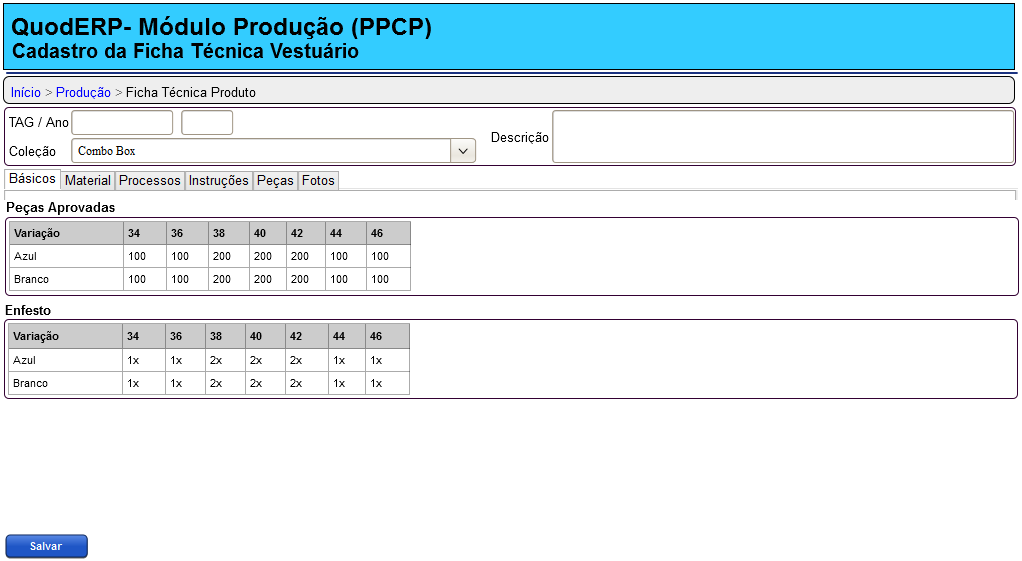 QuodERP- Módulo Produção (PPCP)
Cadastro da Ficha Técnica Vestuário
Início > Produção > Ficha Técnica Produto
TAG / Ano
Coleção Combo Box
Descrição
Básicos Material Processos Instruções Peças Fotos
Peças Aprovadas
Variação 34 36 38 40 42 44 46
Azul 100 100 200 200 200 100 100
Branco 100 100 200 200 200 100 100
Enfesto
Variação 34 36 38 40 42 44 46
Azul 1x 1x 2x 2x 2x 1x 1x
Branco 1x 1x 2x 2x 2x 1x 1x
Salvar